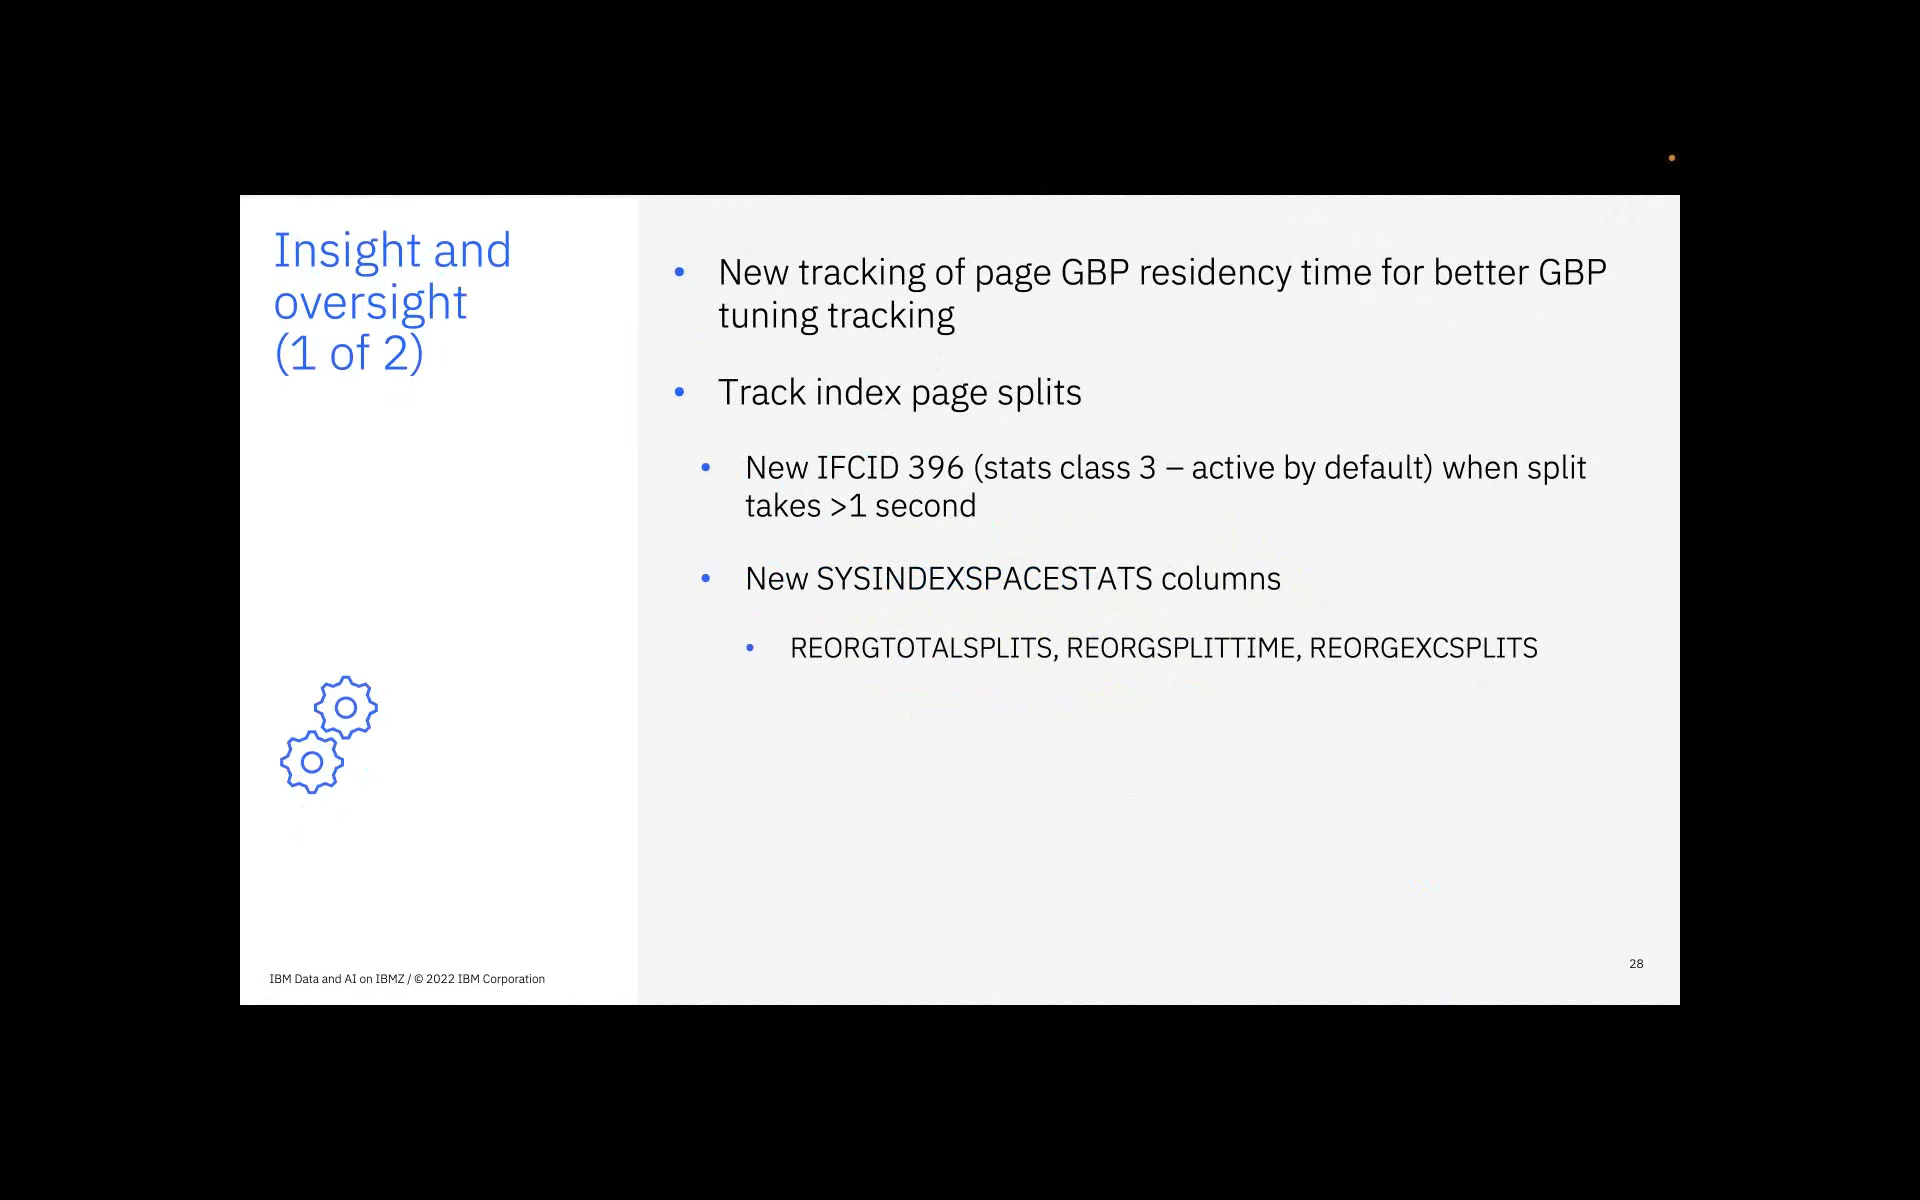 Insight and
oversight
(1 of 2)
• New tracking of page GBP residency time for better GBP
tuning tracking
• Track index page splits
• New IFCID 396 (stats class 3 – active by default) when split
takes >1 second
• New SYSINDEXSPACESTATS columns
• REORGTOTALSPLITS, REORGSPLITTIME, REORGEXCSPLITS
IBM Data and AI on IBMZ / © 2022 IBM Corporation
28